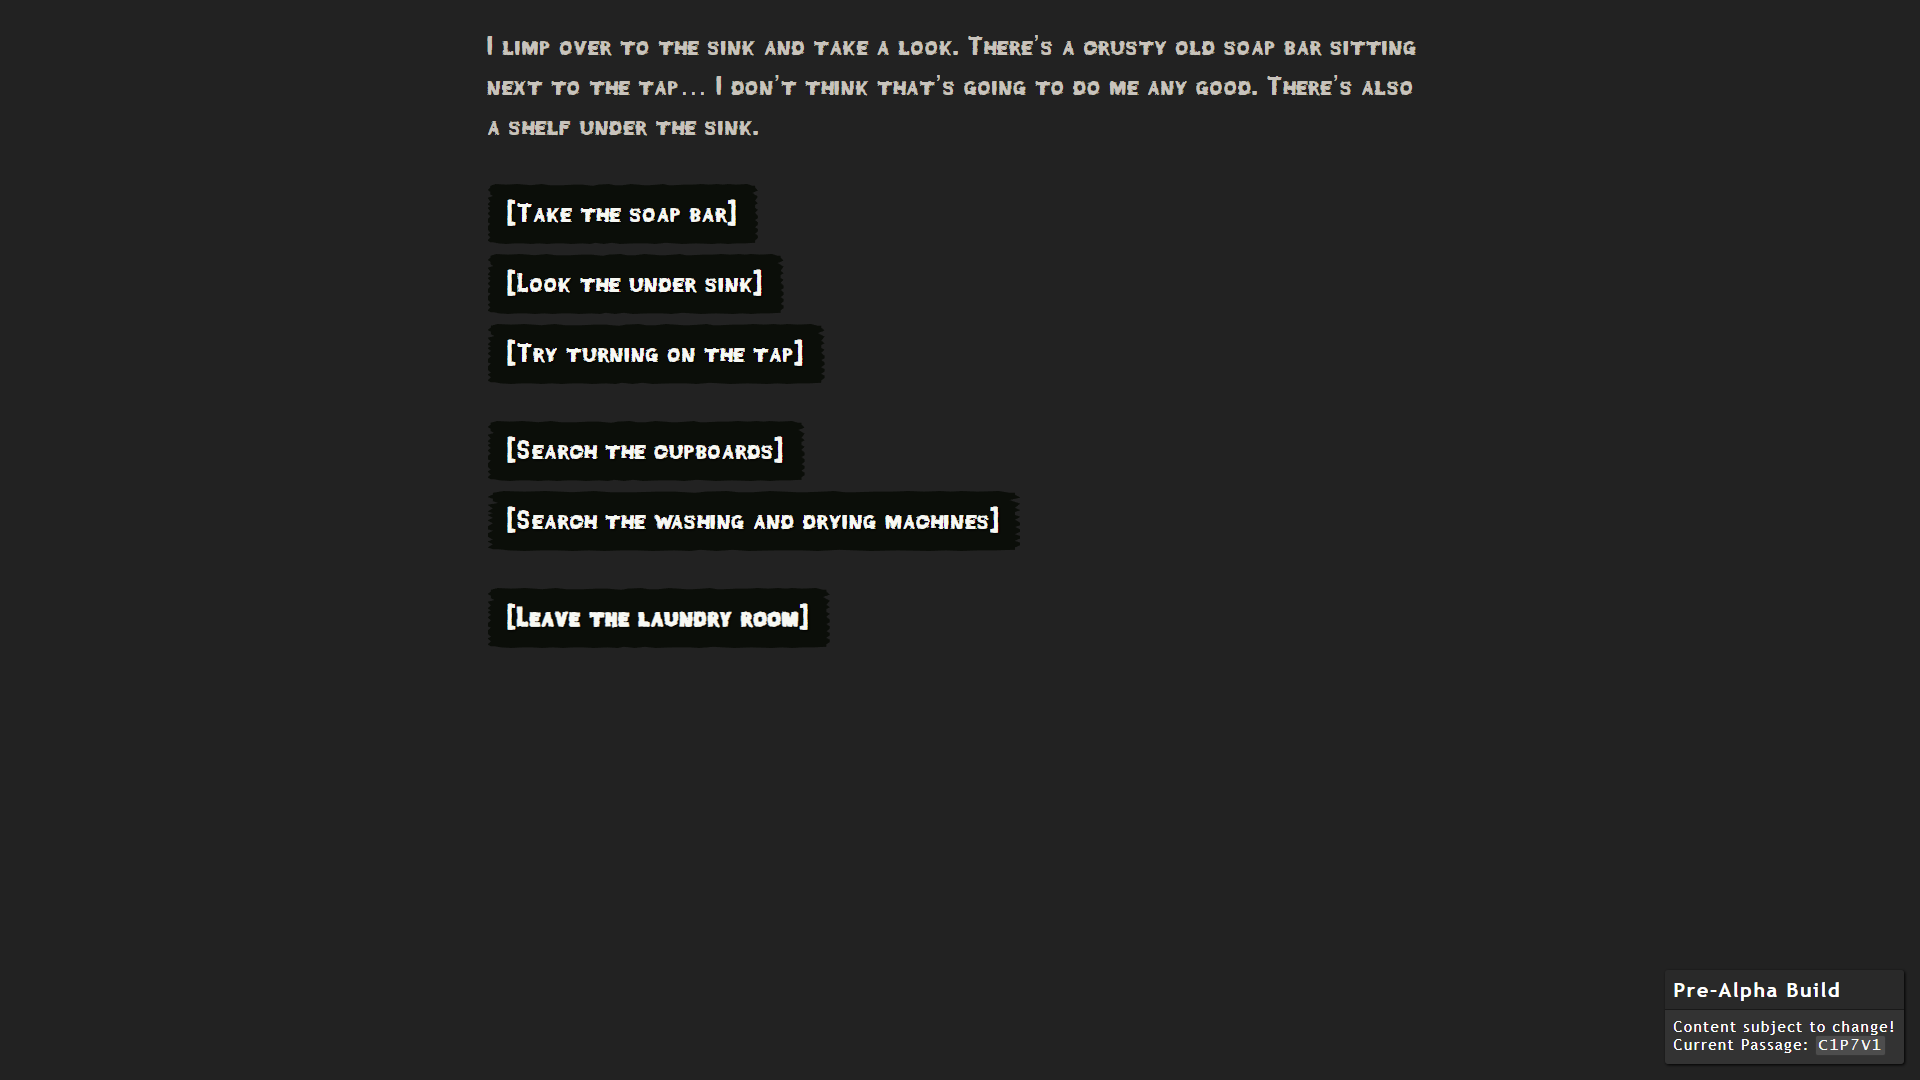 I limp over to the sink and take a look. There's a crusty old soap bar sitting
next to the tap... I don't think that's going to do me any good. There's also
a shelf under the sink.
[Take the soap bar]
[Look the under sink]
[Try turning on the tap]
[Search the cupboards]
[Search the washing and drying machines]
[Leave the laundry room]
Pre-Alpha Build
Content subject to change!
Current Passage: C1P7V1